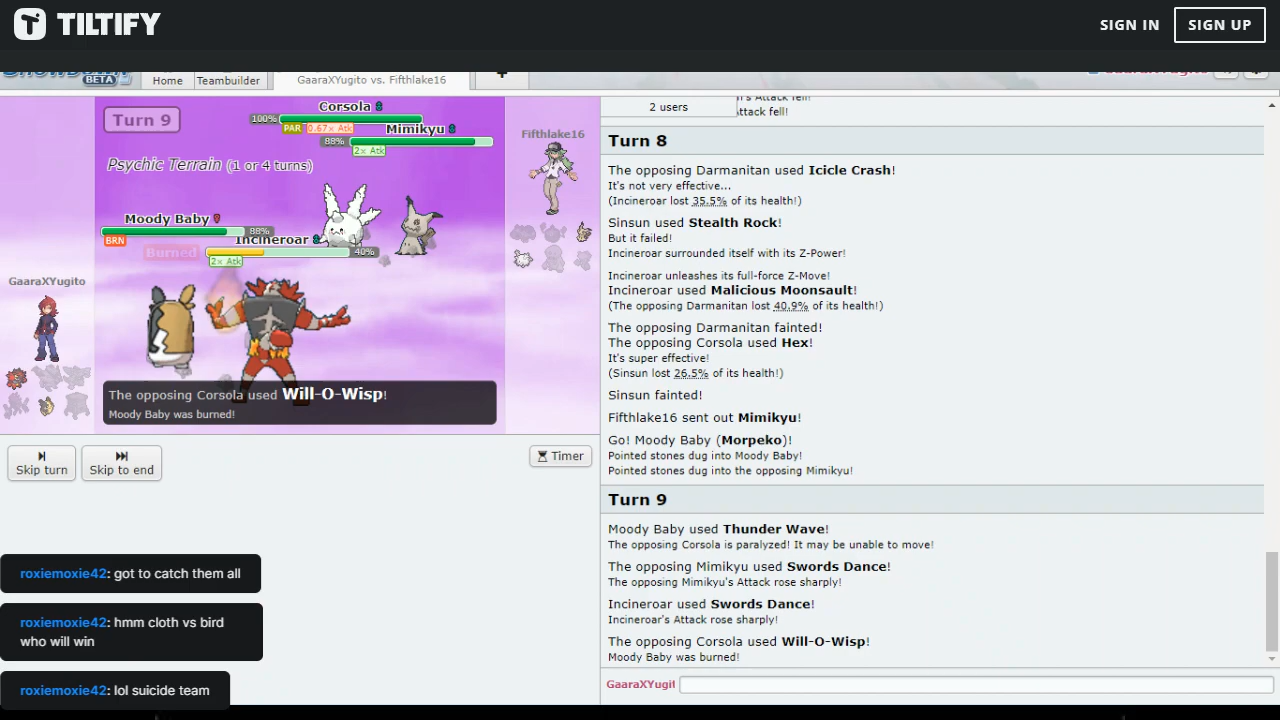 TILTIFY
SIGN IN
SIGN UP
BETA
Home
Teambuilder
GaaraXYugito vs. Fifthlake16
+
Turn 9
Psychic Terrain (1 or 4 turns)
Corsola
100%
PAR
0.67× Atk
Mimikyu
88%
2× Atk
Moody Baby
88%
BRN
Burned
Incineroar
40%
2× Atk
Fifthlake16
GaaraXYugito
The opposing Corsola used Will-O-Wisp!
Moody Baby was burned!
Skip turn
Skip to end
Timer
roxiemoxie42: got to catch them all
roxiemoxie42: hmm cloth vs bird
who will win
roxiemoxie42: lol suicide team
2 users
Attack fell!
attack fell!
Turn 8
The opposing Darmanitan used Icicle Crash!
It's not very effective...
(Incineroar lost 35.5% of its health!)
Sinsun used Stealth Rock!
But it failed!
Incineroar surrounded itself with its Z-Power!
Incineroar unleashes its full-force Z-Move!
Incineroar used Malicious Moonsault!
(The opposing Darmanitan lost 40.9% of its health!)
The opposing Darmanitan fainted!
The opposing Corsola used Hex!
It's super effective!
(Sinsun lost 26.5% of its health!)
Sinsun fainted!
Fifthlake16 sent out Mimikyu!
Go! Moody Baby (Morpeko)!
Pointed stones dug into Moody Baby!
Pointed stones dug into the opposing Mimikyu!
Turn 9
Moody Baby used Thunder Wave!
The opposing Corsola is paralyzed! It may be unable to move!
The opposing Mimikyu used Swords Dance!
The opposing Mimikyu's Attack rose sharply!
Incineroar used Swords Dance!
Incineroar's Attack rose sharply!
The opposing Corsola used Will-O-Wisp!
Moody Baby was burned!
GaaraXYugit